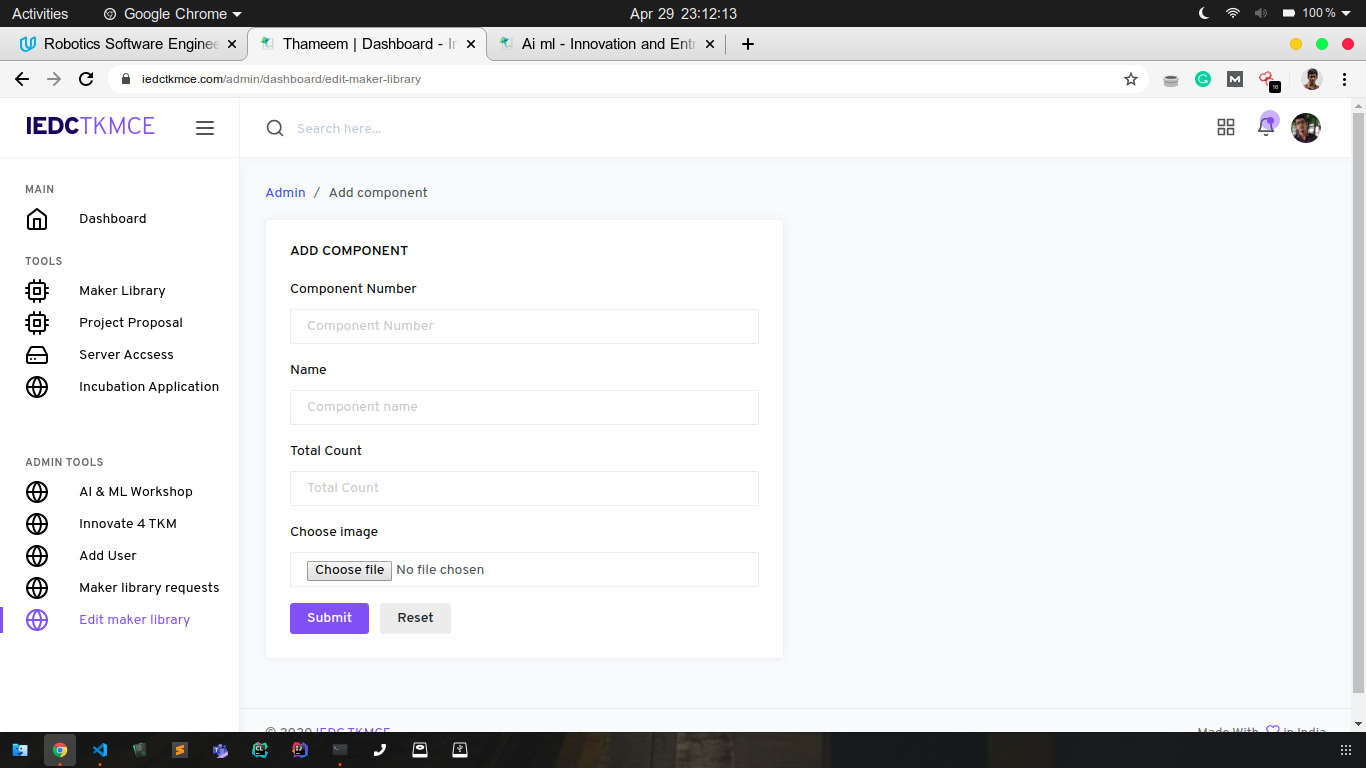 Activities Google Chrome Apr 29 23:12:13 100 %
Robotics Software Enginee Thameem | Dashboard - In Ai ml - Innovation and Entr
iedctkmce.com/admin/dashboard/edit-maker-library
IEDCTKMCE
Search here...
MAIN
Dashboard
TOOLS
Maker Library
Project Proposal
Server Accsess
Incubation Application
ADMIN TOOLS
AI & ML Workshop
Innovate 4 TKM
Add User
Maker library requests
Edit maker library
Admin / Add component
ADD COMPONENT
Component Number
Component Number
Name
Component name
Total Count
Total Count
Choose image
Choose file No file chosen
Submit Reset
© 2020 IEDC TKMCE
Made With in India